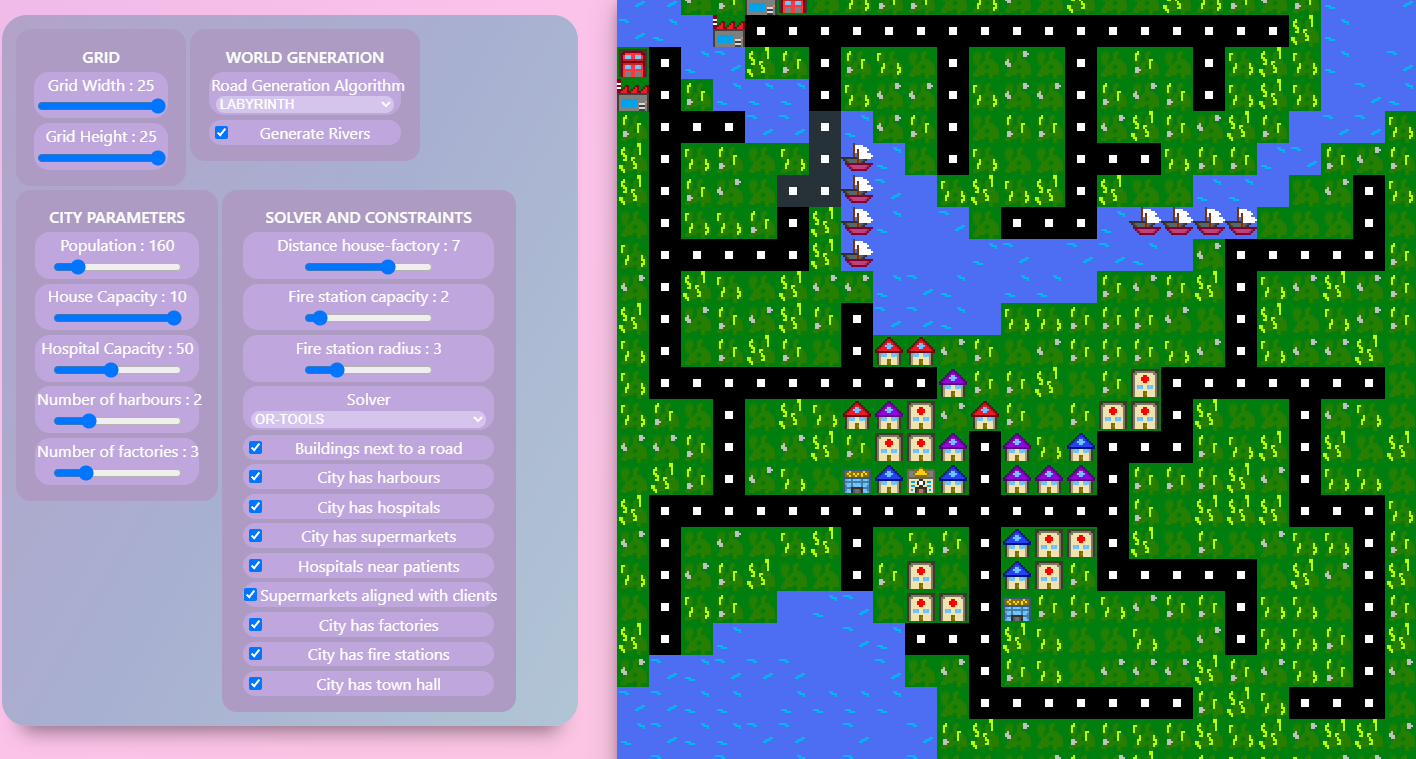 GRID
Grid Width : 25
Grid Height : 25
WORLD GENERATION
Road Generation Algorithm
LABYRINTH
Generate Rivers
CITY PARAMETERS
Population : 160
House Capacity : 10
Hospital Capacity : 50
Number of harbours : 2
Number of factories : 3
SOLVER AND CONSTRAINTS
Distance house-factory : 7
Fire station capacity : 2
Fire station radius : 3
Solver
OR-TOOLS
Buildings next to a road
City has harbours
City has hospitals
City has supermarkets
Hospitals near patients
Supermarkets aligned with clients
City has factories
City has fire stations
City has town hall